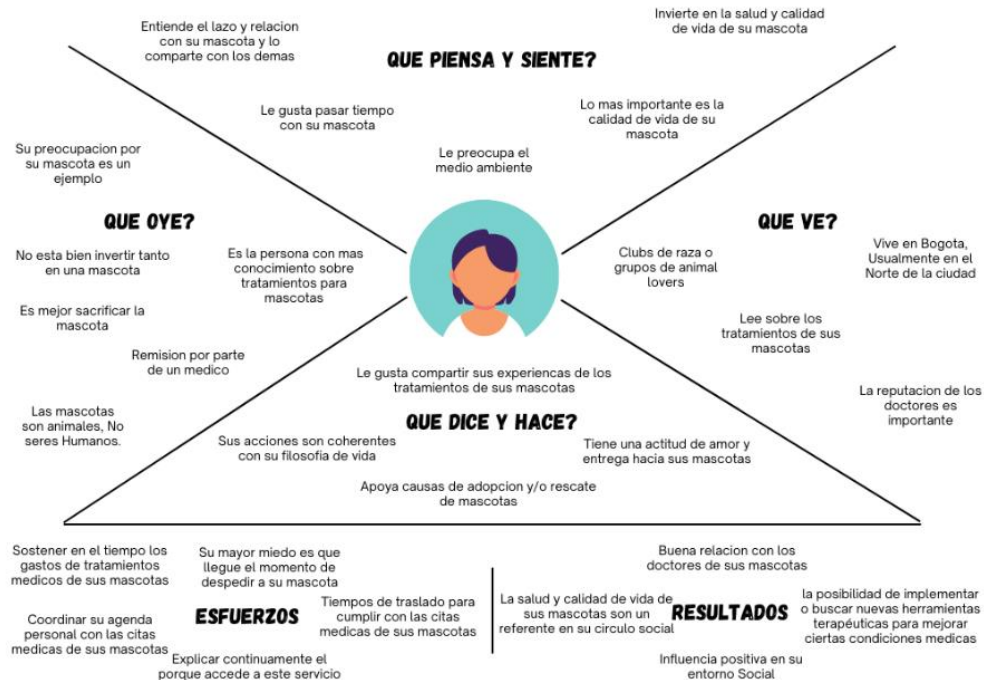 Entiende el lazo y relacion
con su mascota y lo
comparte con los demas
Invierte en la salud y calidad
de vida de su mascota
QUE PIENSA Y SIENTE?
Le gusta pasar tiempo
con su mascota
Lo mas importante es la
calidad de vida de su
mascota
Le preocupa el
medio ambiente
Su preocupacion por
su mascota es un
ejemplo
QUE OYE?
No esta bien invertir tanto
en una mascota
Es la persona con mas
conocimiento sobre
tratamientos para
mascotas
Es mejor sacrificar la
mascota
Remision por parte
de un medico
Las mascotas
son animales, No
seres Humanos.
QUE VE?
Clubs de raza o
grupos de animal
lovers
Vive en Bogota,
Usualmente en el
Norte de la ciudad
Lee sobre los
tratamientos de sus
mascotas
La reputacion de los
doctores es
importante
Le gusta compartir sus experiencas de los
tratamientos de sus mascotas
QUE DICE Y HACE?
Sus acciones son coherentes
con su filosofia de vida
Tiene una actitud de amor y
entrega hacia sus mascotas
Apoya causas de adopcion y/o rescate
de mascotas
Sostener en el tiempo los
gastos de tratamientos
medicos de sus mascotas
Su mayor miedo es que
llegue el momento de
despedir a su mascota
ESFUERZOS
Coordinar su agenda
personal con las citas
medicas de sus mascotas
Tiempos de traslado para
cumplir con las citas
medicas de sus mascotas
Explicar continuamente el
porque accede a este servicio
Buena relacion con los
doctores de sus mascotas
La salud y calidad de vida de
sus mascotas son un
referente en su circulo social
RESULTADOS
la posibilidad de implementar
o buscar nuevas herramientas
terapéuticas para mejorar
ciertas condiciones medicas
Influencia positiva en su
entorno Social